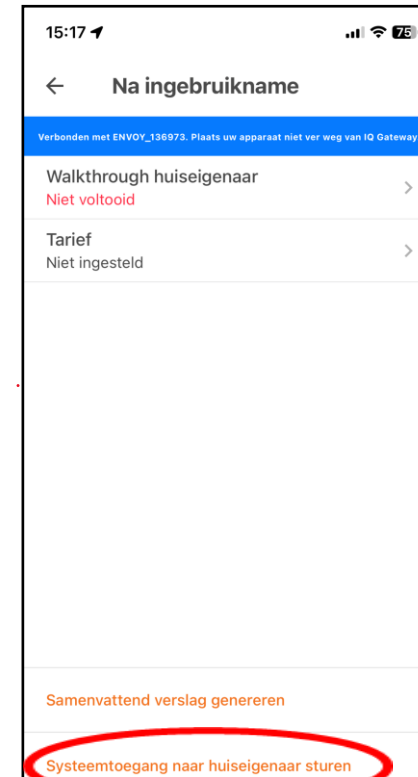 15:17
75
Na ingebruikname
Verbonden met ENVOY_136973. Plaats uw apparaat niet ver weg van IQ Gateway
Walkthrough huiseigenaar
Niet voltooid
Tarief
Niet ingesteld
Samenvattend verslag genereren
Systeemtoegang naar huiseigenaar sturen